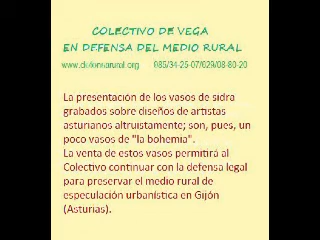 COLECTIVO DE VEGA
EN DEFENSA DEL MEDIO RURAL
La presentación de los vasos de sidra
grabados sobre diseños de artistas
asturianos altruistamente; son, pues, un
poco vasos de "la bohemia".
La venta de estos vasos permitirá al
Colectivo continuar con la defensa legal
para preservar el medio rural de
especulación urbanística en Gijón
(Asturias).